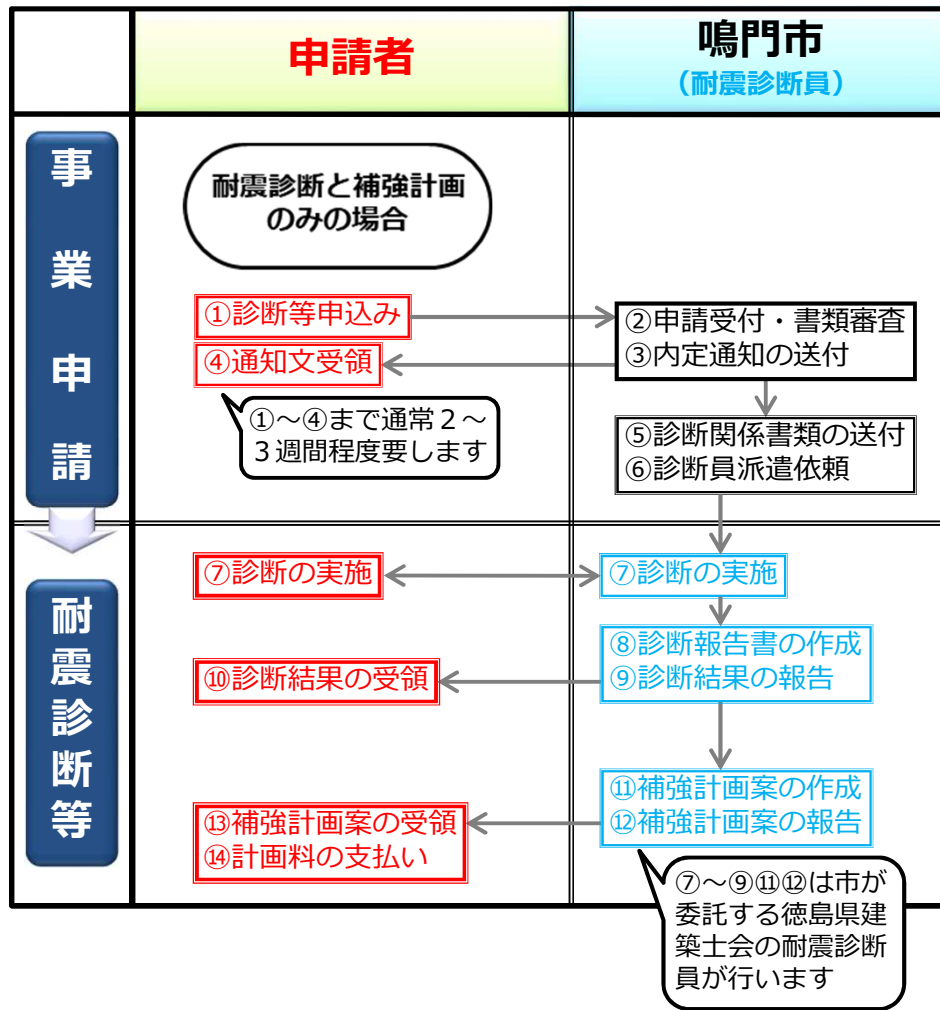 申請者
鳴門市
（耐震診断員）
事業申請
耐震診断と補強計画
のみの場合
①診断等申込み
②申請受付・書類審査
③内定通知の送付
④通知文受領
①～④まで通常２～
３週間程度要します
⑤診断関係書類の送付
⑥診断員派遣依頼
耐震診断等
⑦診断の実施
⑦診断の実施
⑧診断報告書の作成
⑨診断結果の報告
⑩診断結果の受領
⑪補強計画案の作成
⑫補強計画案の報告
⑬補強計画案の受領
⑭計画料の支払い
⑦～⑨⑪⑫は市が
委託する徳島県建
築士会の耐震診断
員が行います